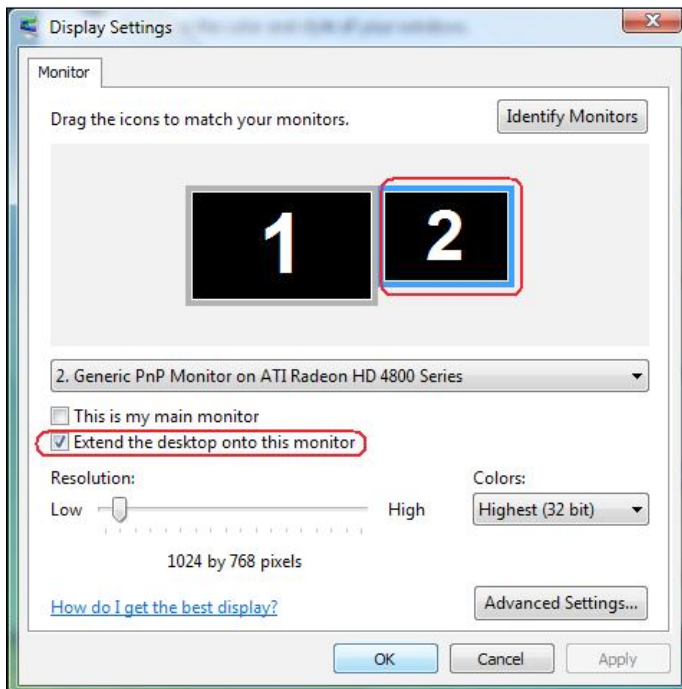 Display Settings
Monitor
Drag the icons to match your monitors.
Identify Monitors
1
2
2. Generic PnP Monitor on ATI Radeon HD 4800 Series
This is my main monitor
Extend the desktop onto this monitor
Resolution:
Colors:
Low
High
Highest (32 bit)
1024 by 768 pixels
How do I get the best display?
Advanced Settings...
OK
Cancel
Apply